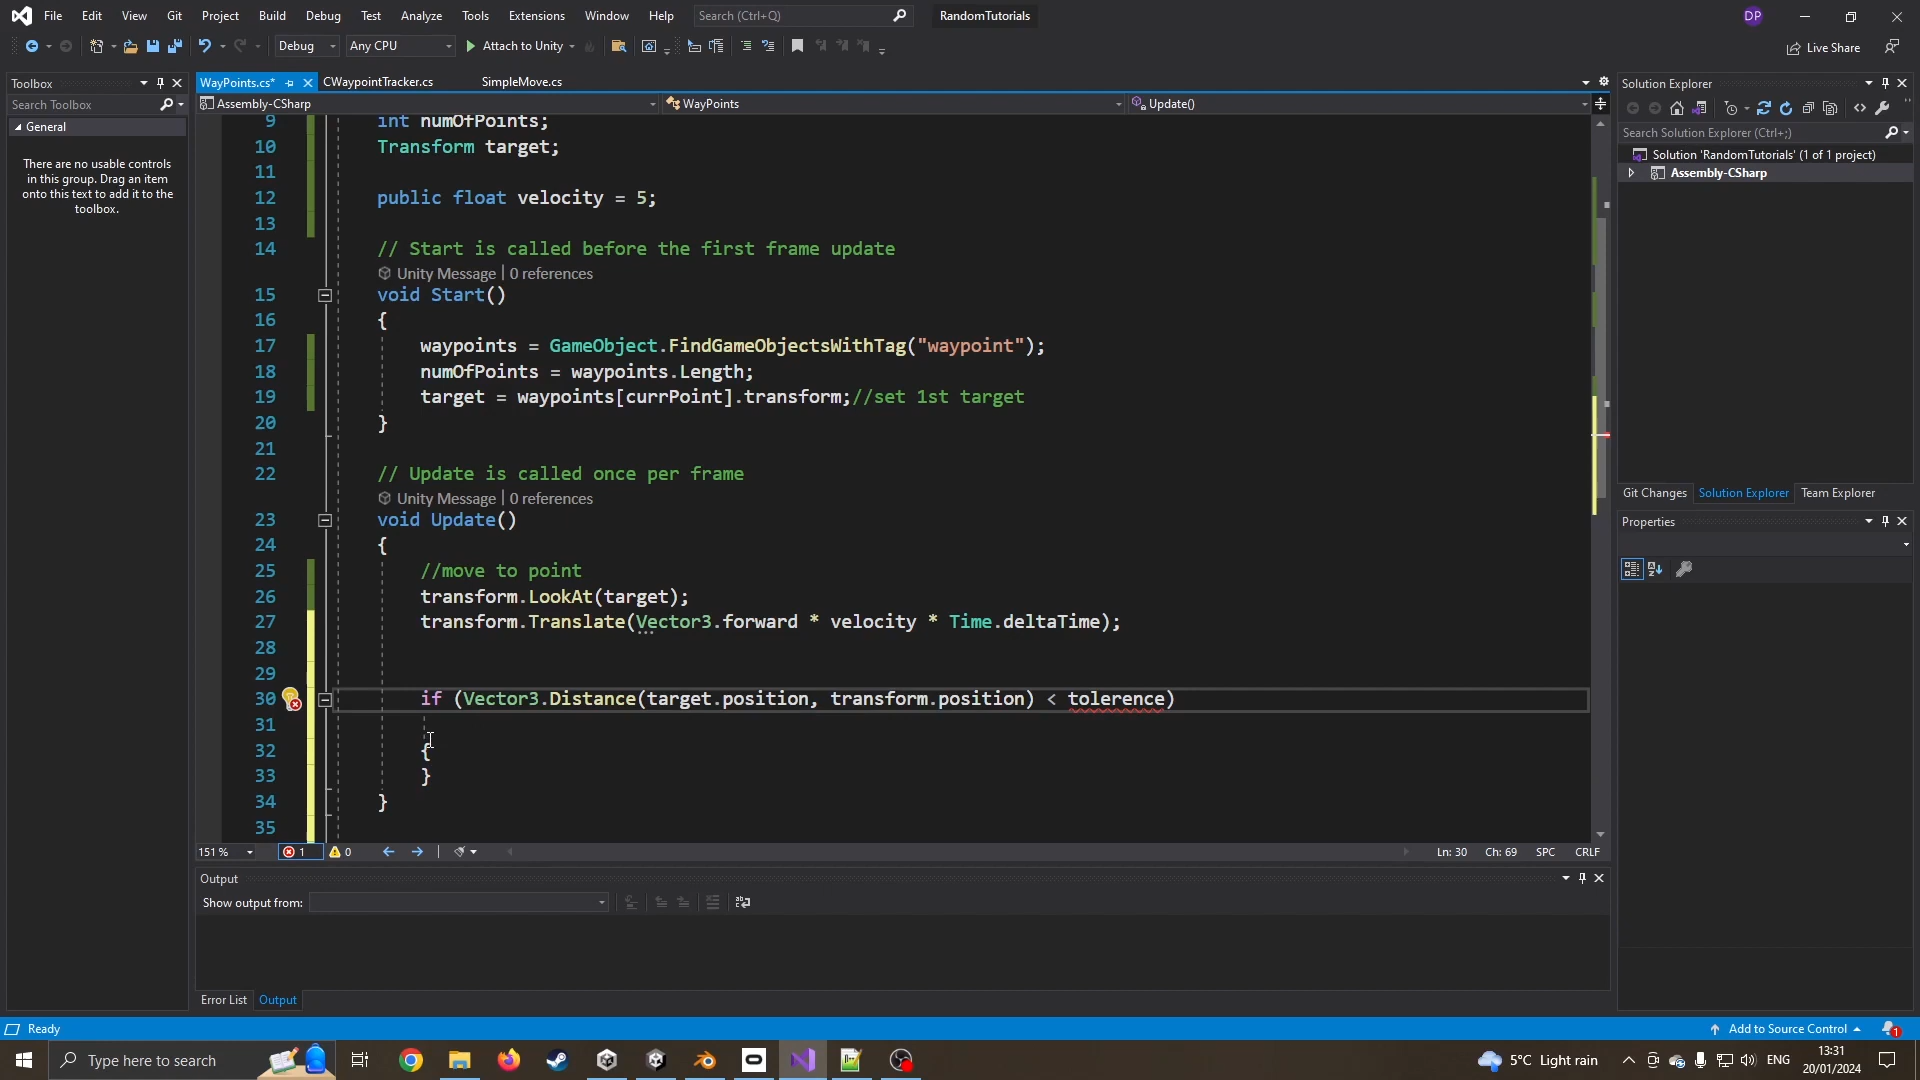 File Edit View Git Project Build Debug Test Analyze Tools Extensions Window Help Search (Ctrl+Q) RandomTutorials DP
Debug Any CPU Attach to Unity Live Share
Toolbox
Search Toolbox
General
There are no usable controls
in this group. Drag an item
onto this text to add it to the
toolbox.
WayPoints.cs* CWaypointTracker.cs SimpleMove.cs
Assembly-CSharp WayPoints Update()
9 int numOfPoints;
10 Transform target;
11
12 public float velocity = 5;
13
14 // Start is called before the first frame update
Unity Message | 0 references
15 void Start()
16 {
17 waypoints = GameObject.FindGameObjectsWithTag("waypoint");
18 numOfPoints = waypoints.Length;
19 target = waypoints[currPoint].transform;//set 1st target
20 }
21
22 // Update is called once per frame
Unity Message | 0 references
23 void Update()
24 {
25 //move to point
26 transform.LookAt(target);
27 transform.Translate(Vector3.forward * velocity * Time.deltaTime);
28
29
30 if (Vector3.Distance(target.position, transform.position) < tolerence)
31
32 {
33 }
34 }
35
151 % 1 0 Ln: 30 Ch: 69 SPC CRLF
Output
Show output from:
Error List Output
Solution Explorer
Search Solution Explorer (Ctrl+;)
Solution 'RandomTutorials' (1 of 1 project)
Assembly-CSharp
Git Changes Solution Explorer Team Explorer
Properties
Ready Add to Source Control 1
Type here to search 5°C Light rain ENG 13:31
20/01/2024